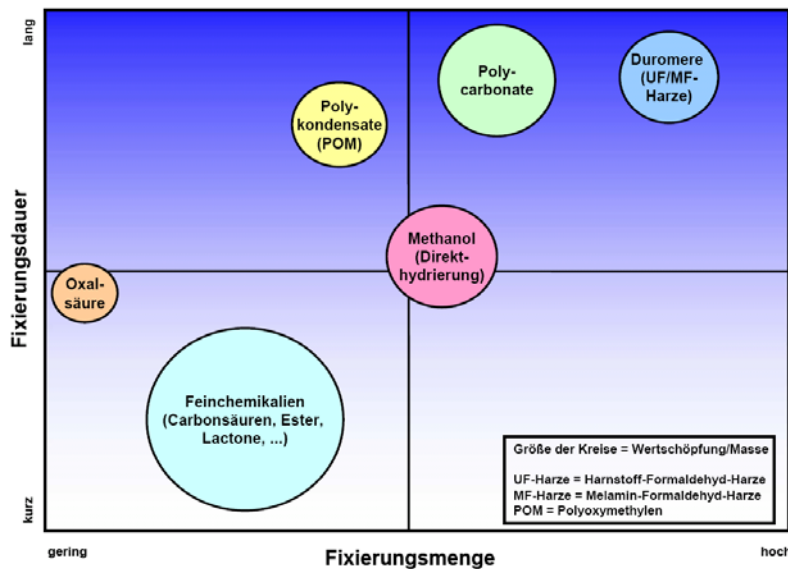 lang
Fixierungsdauer
kurz
Poly-
kondensate
(POM)
Poly-
carbonate
Duromere
(UF/MF-
Harze)
Methanol
(Direkt-
hydrierung)
Oxal-
säure
Feinchemikalien
(Carbonsäuren, Ester,
Lactone, ...)
Größe der Kreise = Wertschöpfung/Masse
UF-Harze = Harnstoff-Formaldehyd-Harze
MF-Harze = Melamin-Formaldehyd-Harze
POM = Polyoxymethylen
gering
Fixierungsmenge
hoch